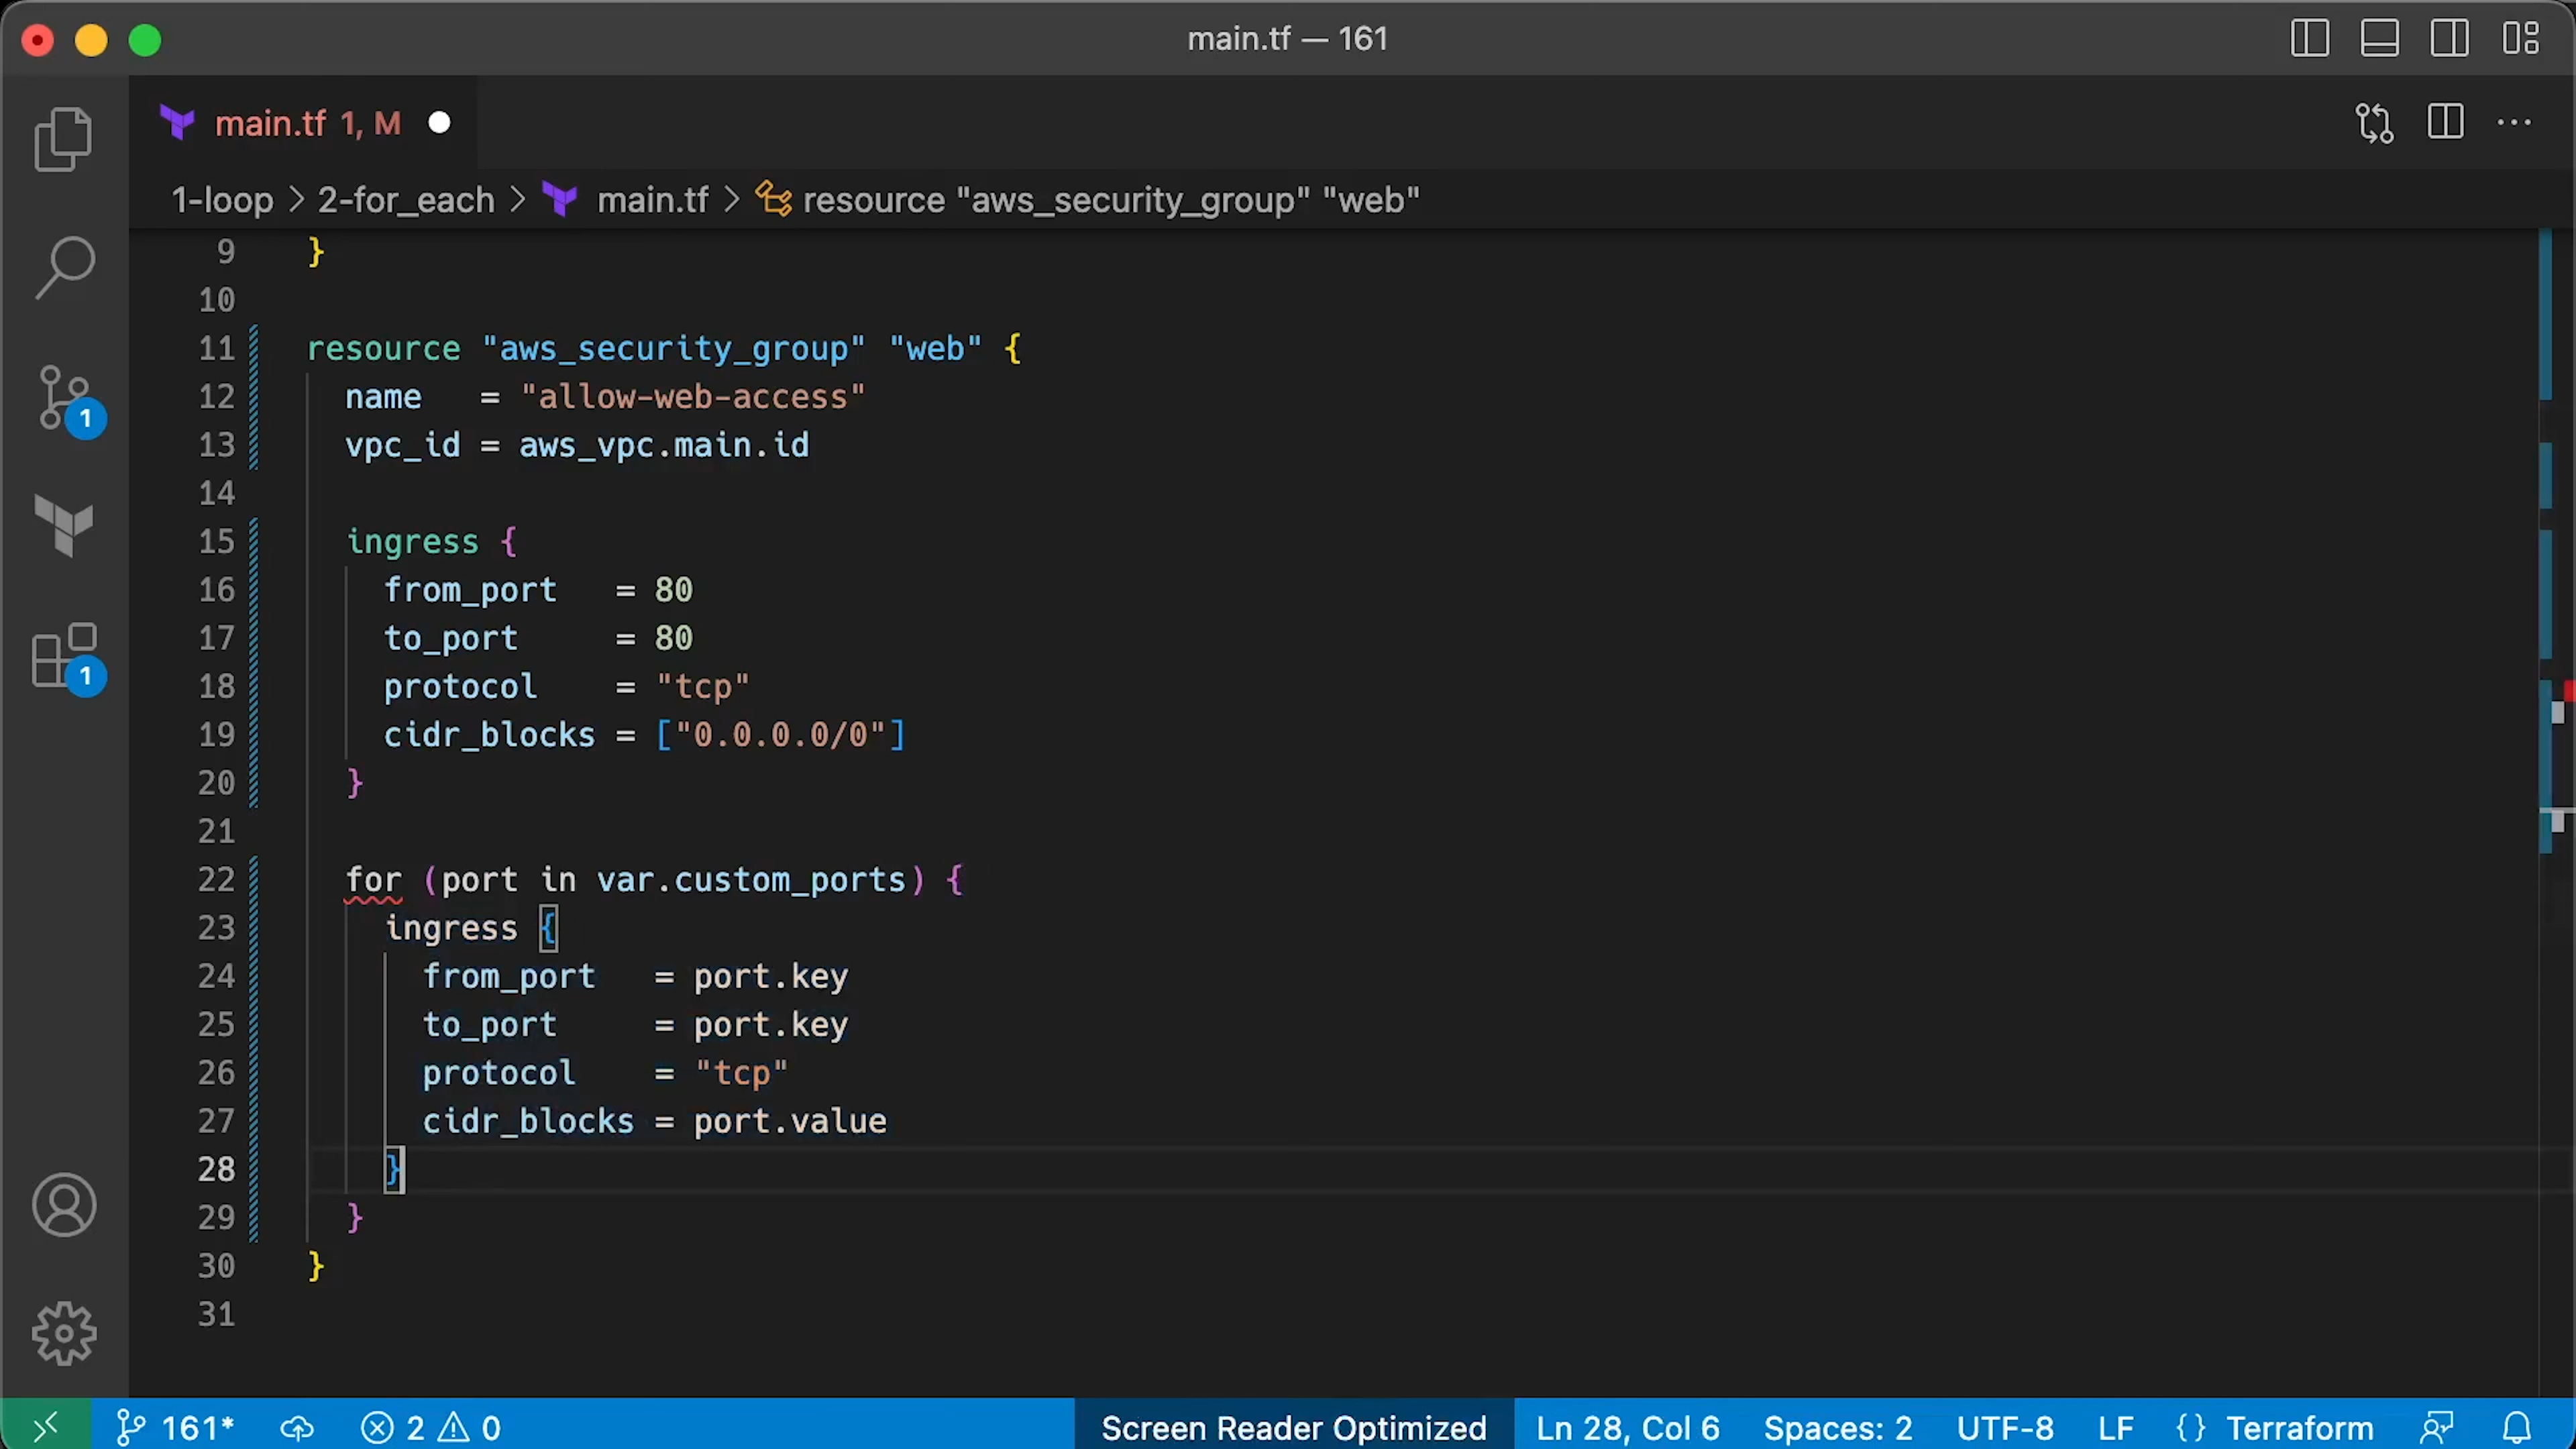 main.tf — 161
main.tf 1, M
1-loop > 2-for_each > main.tf > resource "aws_security_group" "web"
9 }
10
11 resource "aws_security_group" "web" {
12   name   = "allow-web-access"
13   vpc_id = aws_vpc.main.id
14
15   ingress {
16     from_port   = 80
17     to_port     = 80
18     protocol    = "tcp"
19     cidr_blocks = ["0.0.0.0/0"]
20   }
21
22   for (port in var.custom_ports) {
23     ingress {
24       from_port   = port.key
25       to_port     = port.key
26       protocol    = "tcp"
27       cidr_blocks = port.value
28     }
29   }
30 }
31
1
1
161* 2 0 Screen Reader Optimized Ln 28, Col 6 Spaces: 2 UTF-8 LF {} Terraform